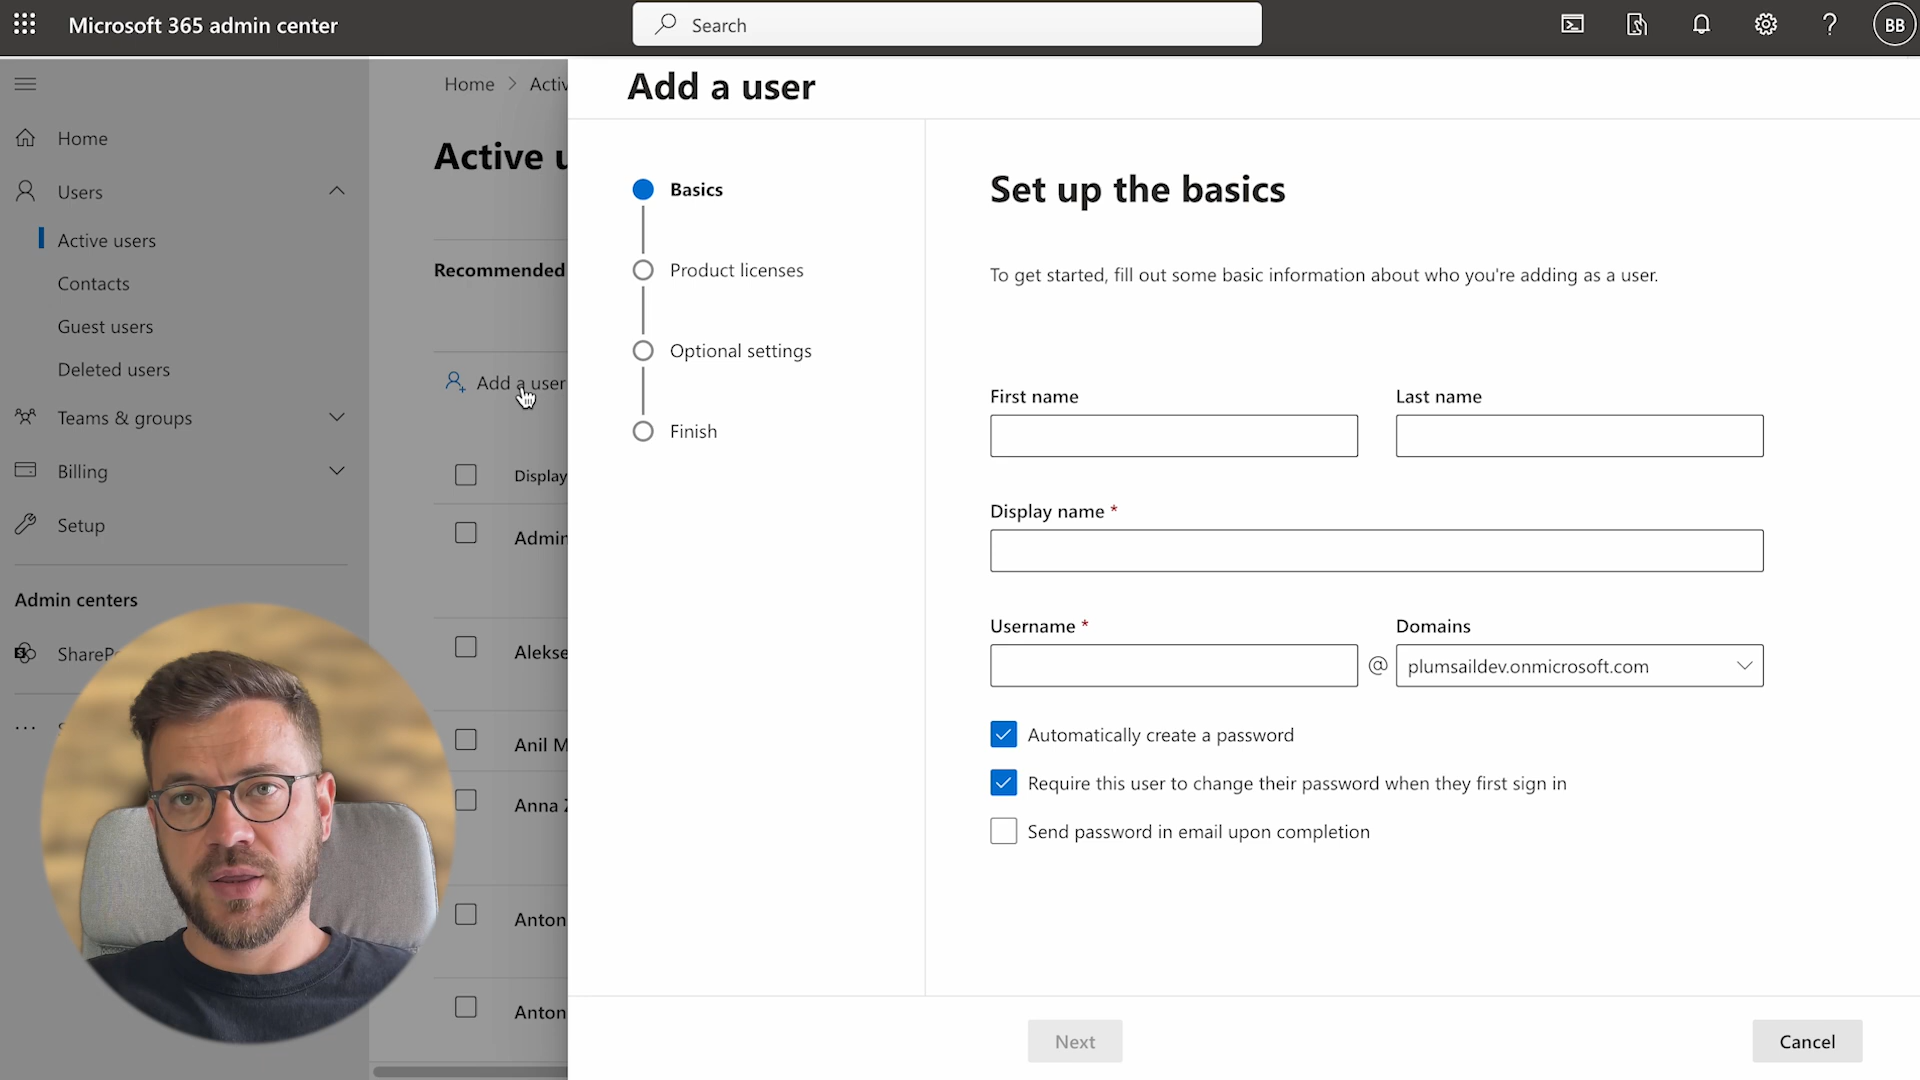 Microsoft 365 admin center
Search
BB
Home
Users
Active users
Contacts
Guest users
Deleted users
Teams & groups
Billing
Setup
Admin centers
Home > Activ
Active u
Recommended
Add a user
Display
Admin
Alekse
Anil M
Anna
Anton
Anton
Add a user
Basics
Product licenses
Optional settings
Finish
Set up the basics
To get started, fill out some basic information about who you're adding as a user.
First name
Last name
Display name *
Username *
Domains
@ plumsaildev.onmicrosoft.com
Automatically create a password
Require this user to change their password when they first sign in
Send password in email upon completion
Next
Cancel